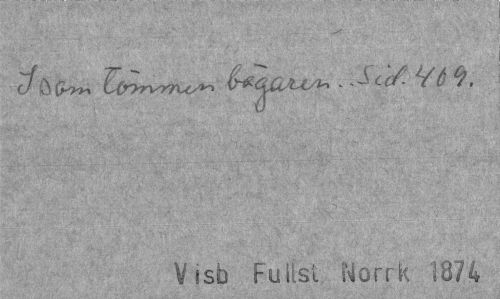 I som tömmen bägaren.. Sid. 409.
Visb Fullst Norrk 1874